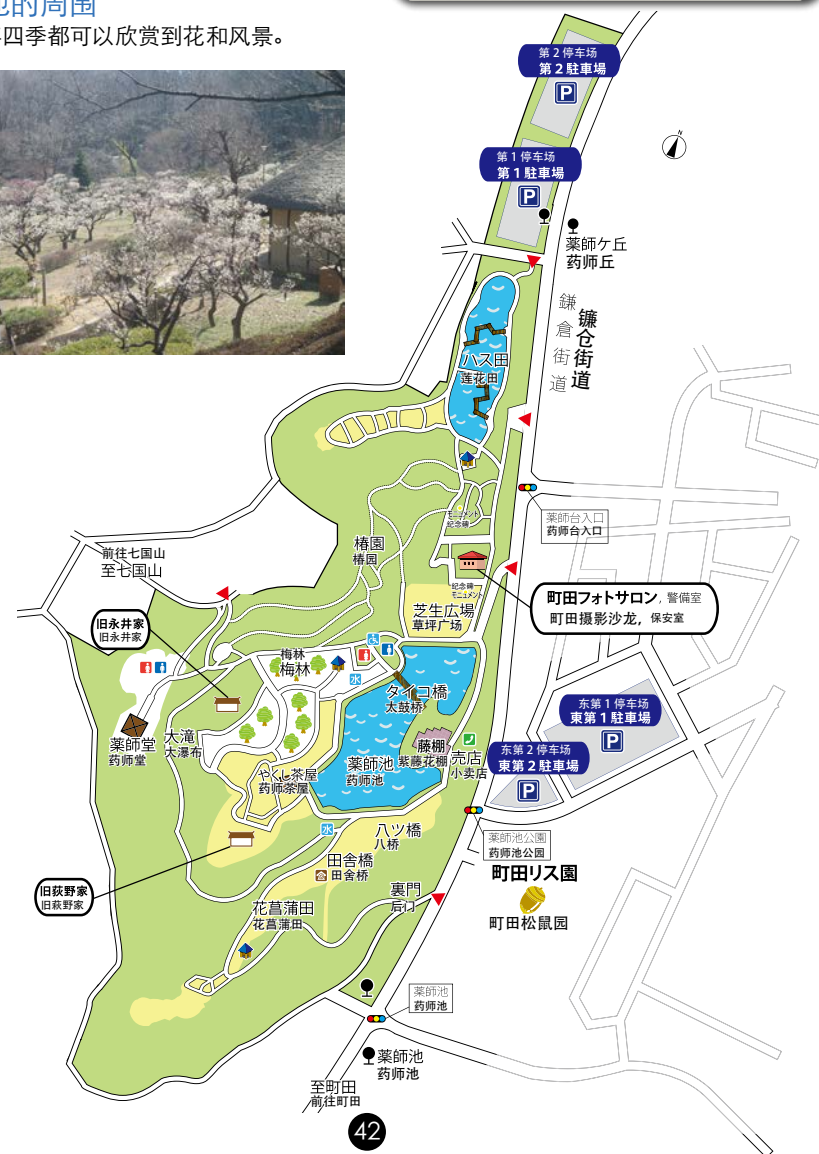 池的周围
四季都可以欣赏到花和风景。
第２停车场
第２駐車場
P
第１停车场
第１駐車場
P
N
薬師ケ丘
药师丘
鎌倉街道
镰仓街道
ハス田
莲花田
モニュメント
纪念碑
薬師台入口
药师台入口
前往七国山
至七国山
椿園
椿园
纪念碑
モニュメント
町田フォトサロン, 警備室
町田摄影沙龙，保安室
芝生広場
草坪广场
旧永井家
旧永井家
梅林
梅林
水
タイコ橋
太鼓桥
东第１停车场
東第１駐車場
P
薬師堂
药师堂
大滝
大瀑布
藤棚
紫藤花棚
売店
小卖店
东第２停车场
東第２駐車場
P
薬師池
药师池
やくし茶屋
药师茶屋
水
八ツ橋
八桥
薬師池公園
药师池公园
田舎橋
田舍桥
町田リス園
町田松鼠园
旧荻野家
旧萩野家
裏門
后门
花菖蒲田
花菖蒲田
薬師池
药师池
薬師池
药师池
至町田
前往町田
42